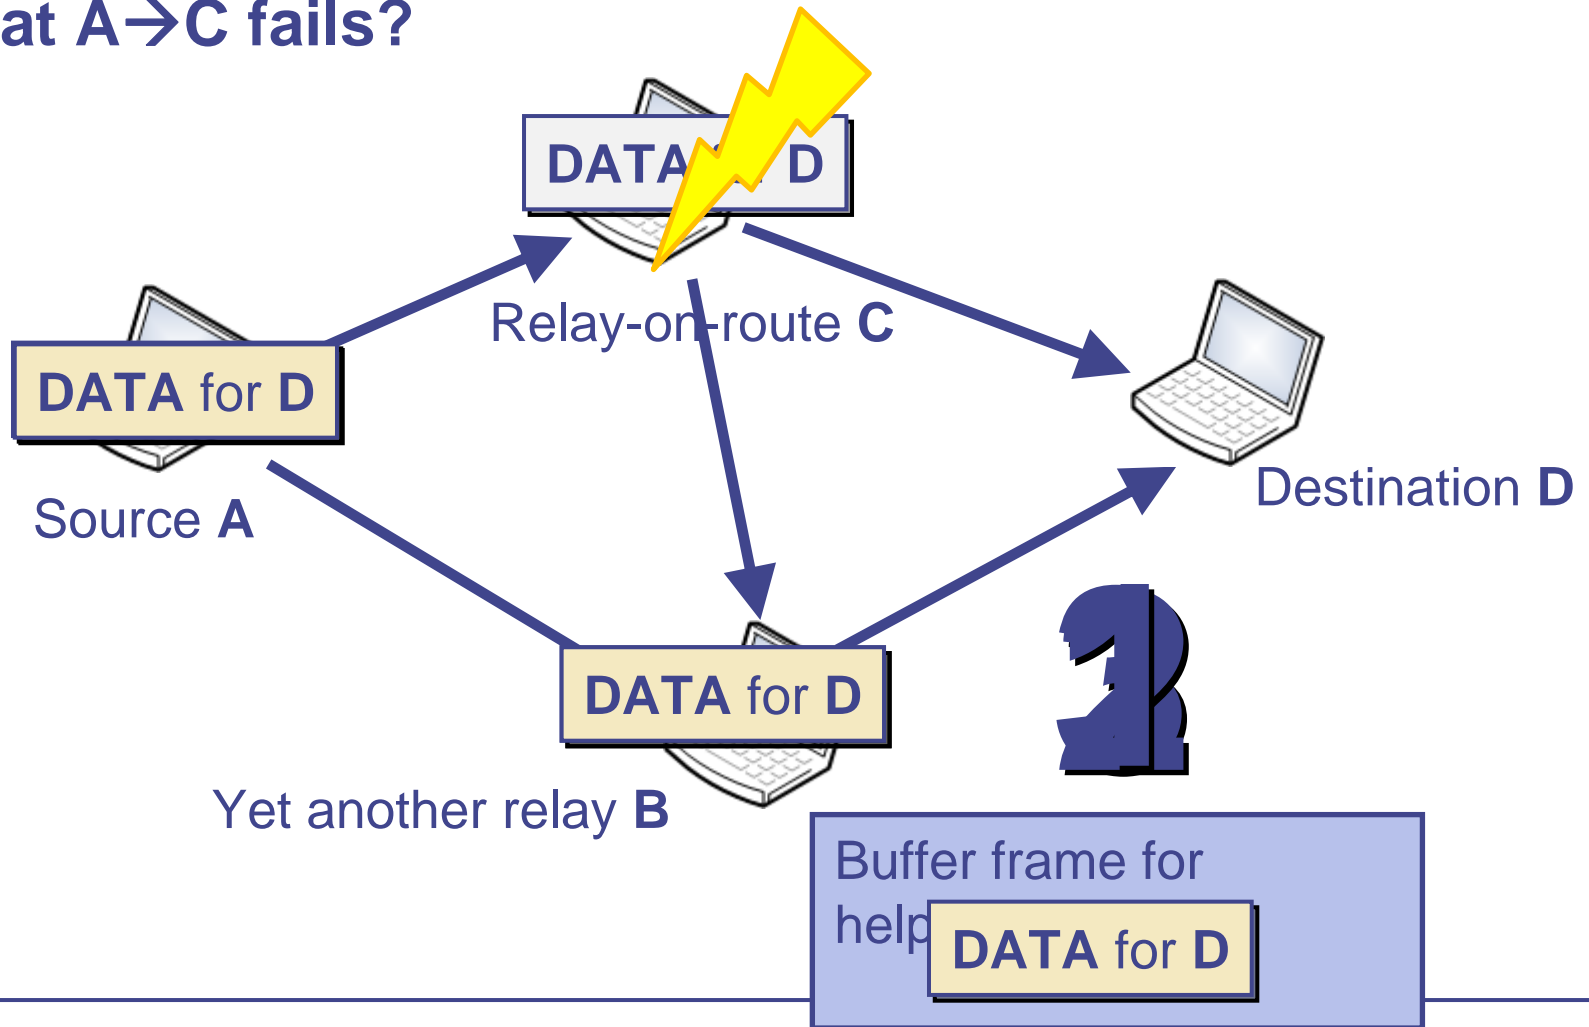 at A→C fails?
DATA D
Relay-on-route C
DATA for D
Source A
Destination D
DATA for D
Yet another relay B
Buffer frame for
help
DATA for D